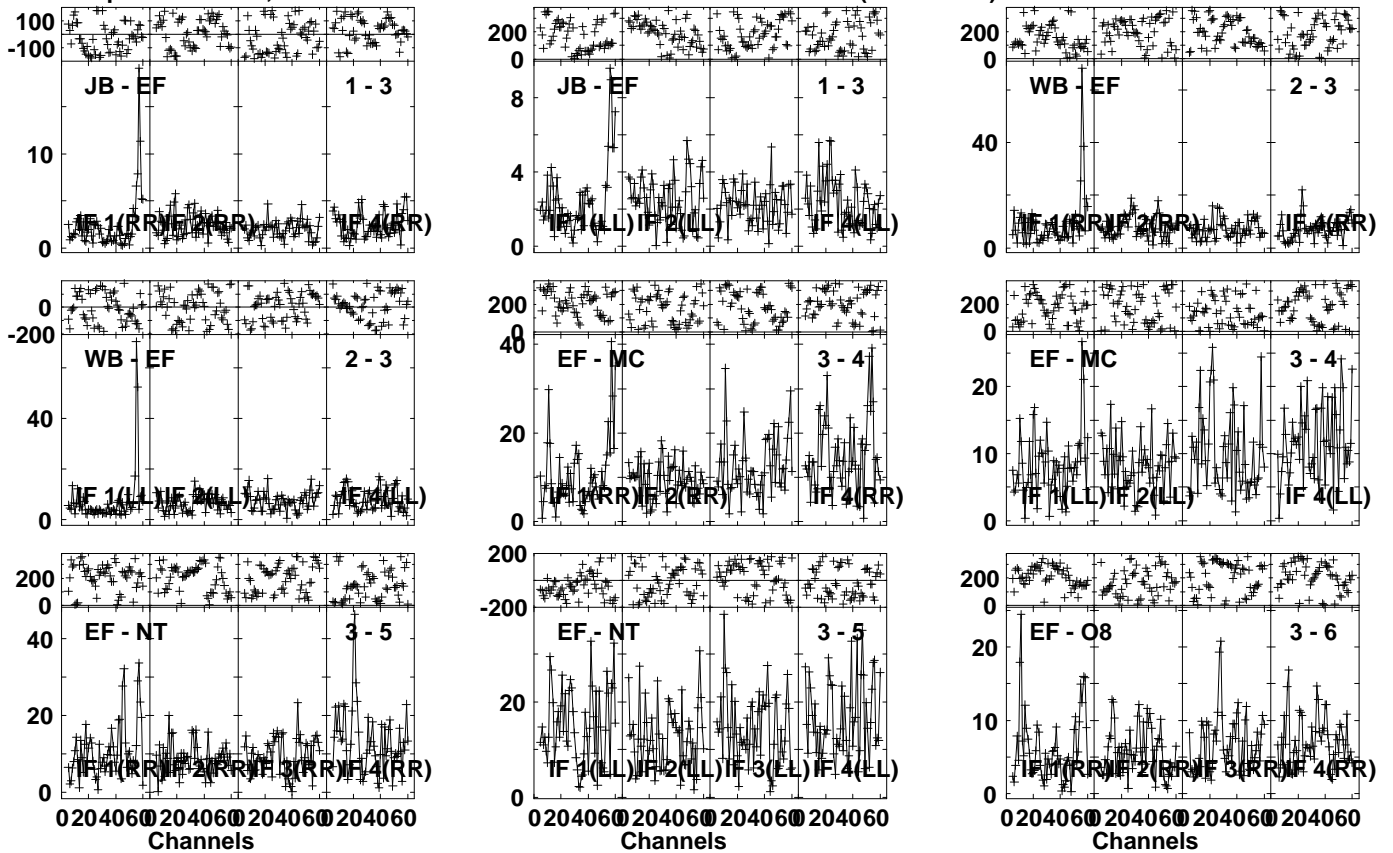 100
-100
200
0
200
0
JB - EF 1 - 3
10
0
IF 1(RR) IF 2(RR) IF 4(RR)
JB - EF 1 - 3
8
4
0
IF 1(LL) IF 2(LL) IF 4(LL)
WB - EF 2 - 3
40
0
IF 1(RR) IF 2(RR) IF 4(RR)
0
-200
200
0
200
0
WB - EF 2 - 3
40
0
IF 1(LL) IF 2(LL) IF 4(LL)
EF - MC 3 - 4
40
20
0
IF 1(RR) IF 2(RR) IF 4(RR)
EF - MC 3 - 4
20
10
0
IF 1(LL) IF 2(LL) IF 4(LL)
200
0
200
-200
200
0
EF - NT 3 - 5
40
20
0
IF 1(RR) IF 2(RR) IF 3(RR) IF 4(RR)
EF - NT 3 - 5
20
0
IF 1(LL) IF 2(LL) IF 3(LL) IF 4(LL)
EF - O8 3 - 6
20
10
0
IF 1(RR) IF 2(RR) IF 3(RR) IF 4(RR)
0 20 40 60 0 20 40 60 0 20 40 60 0 20 40 60
Channels
0 20 40 60 0 20 40 60 0 20 40 60 0 20 40 60
Channels
0 20 40 60 0 20 40 60 0 20 40 60 0 20 40 60
Channels